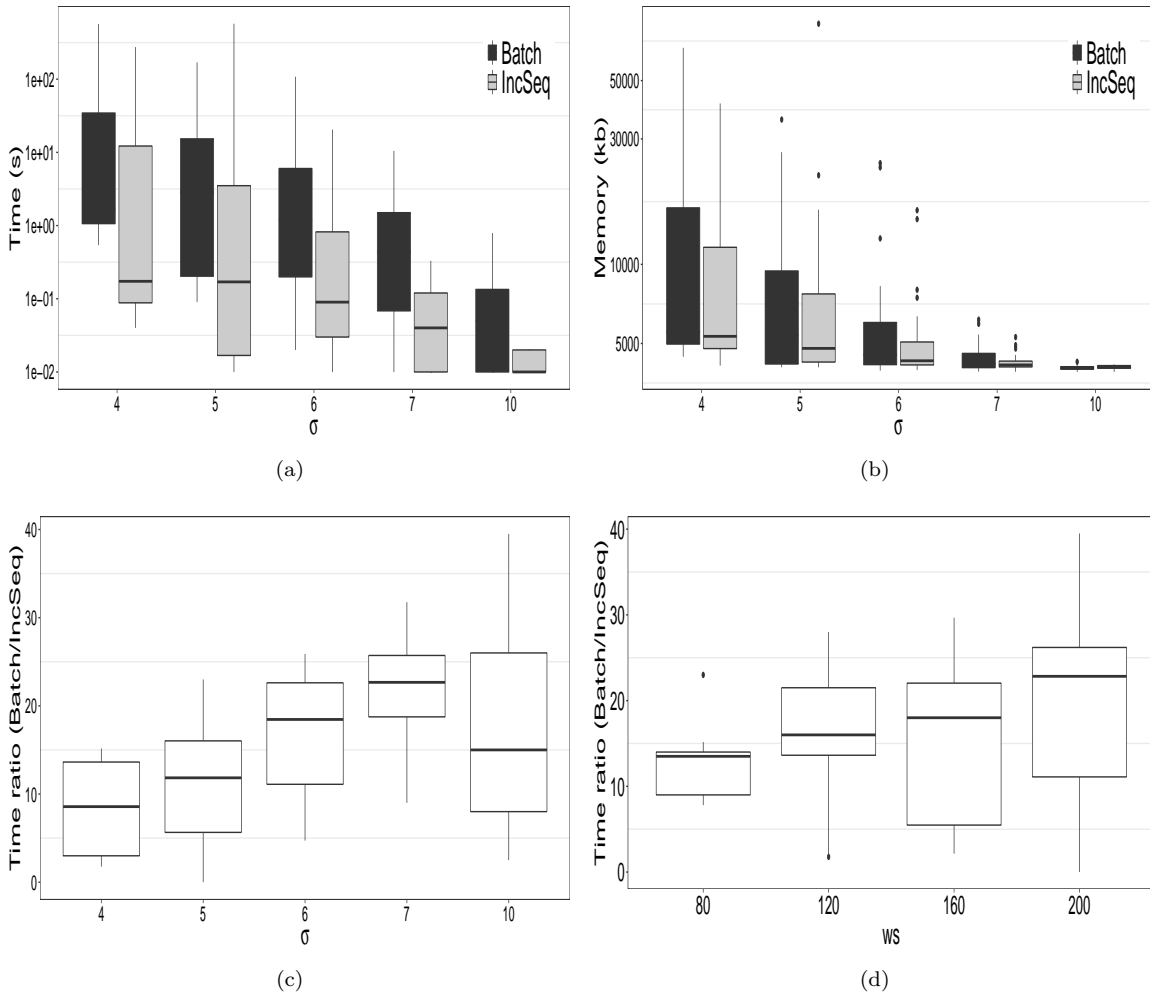 Batch
IncSeq
Time (s)
1e+02
1e+01
1e+00
1e−01
1e−02
4 5 6 7 10
σ
(a)
Batch
IncSeq
Memory (kb)
50000
30000
10000
5000
4 5 6 7 10
σ
(b)
Time ratio (Batch/IncSeq)
40
30
20
10
0
4 5 6 7 10
σ
(c)
Time ratio (Batch/IncSeq)
40
30
20
10
0
80 120 160 200
ws
(d)